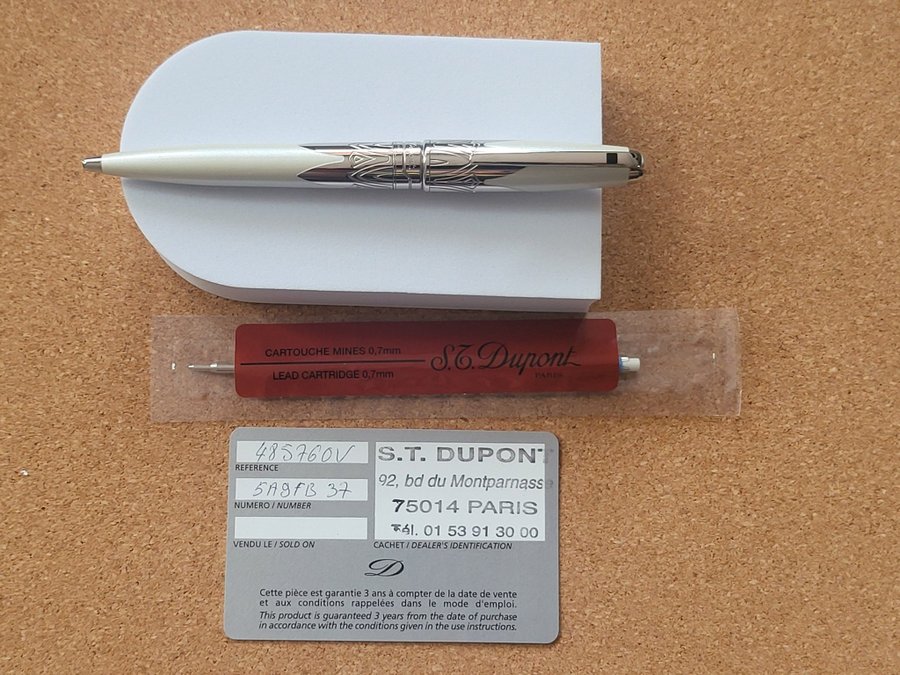 CARTOUCHE MINES 0,7mm
LEAD CARTRIDGE 0,7mm
S.T. Dupont
PARIS
485760V
REFERENCE
5A9FB 37
NUMERO / NUMBER
VENDU LE / SOLD ON
S.T. DUPONT
92, bd du Montparnasse
75014 PARIS
Tél. 01 53 91 30 00
CACHET / DEALER'S IDENTIFICATION
D
Cette pièce est garantie 3 ans à compter de la date de vente
et aux conditions rappelées dans le mode d'emploi.
This product is guaranteed 3 years from the date of purchase
in accordance with the conditions given in the use instructions.